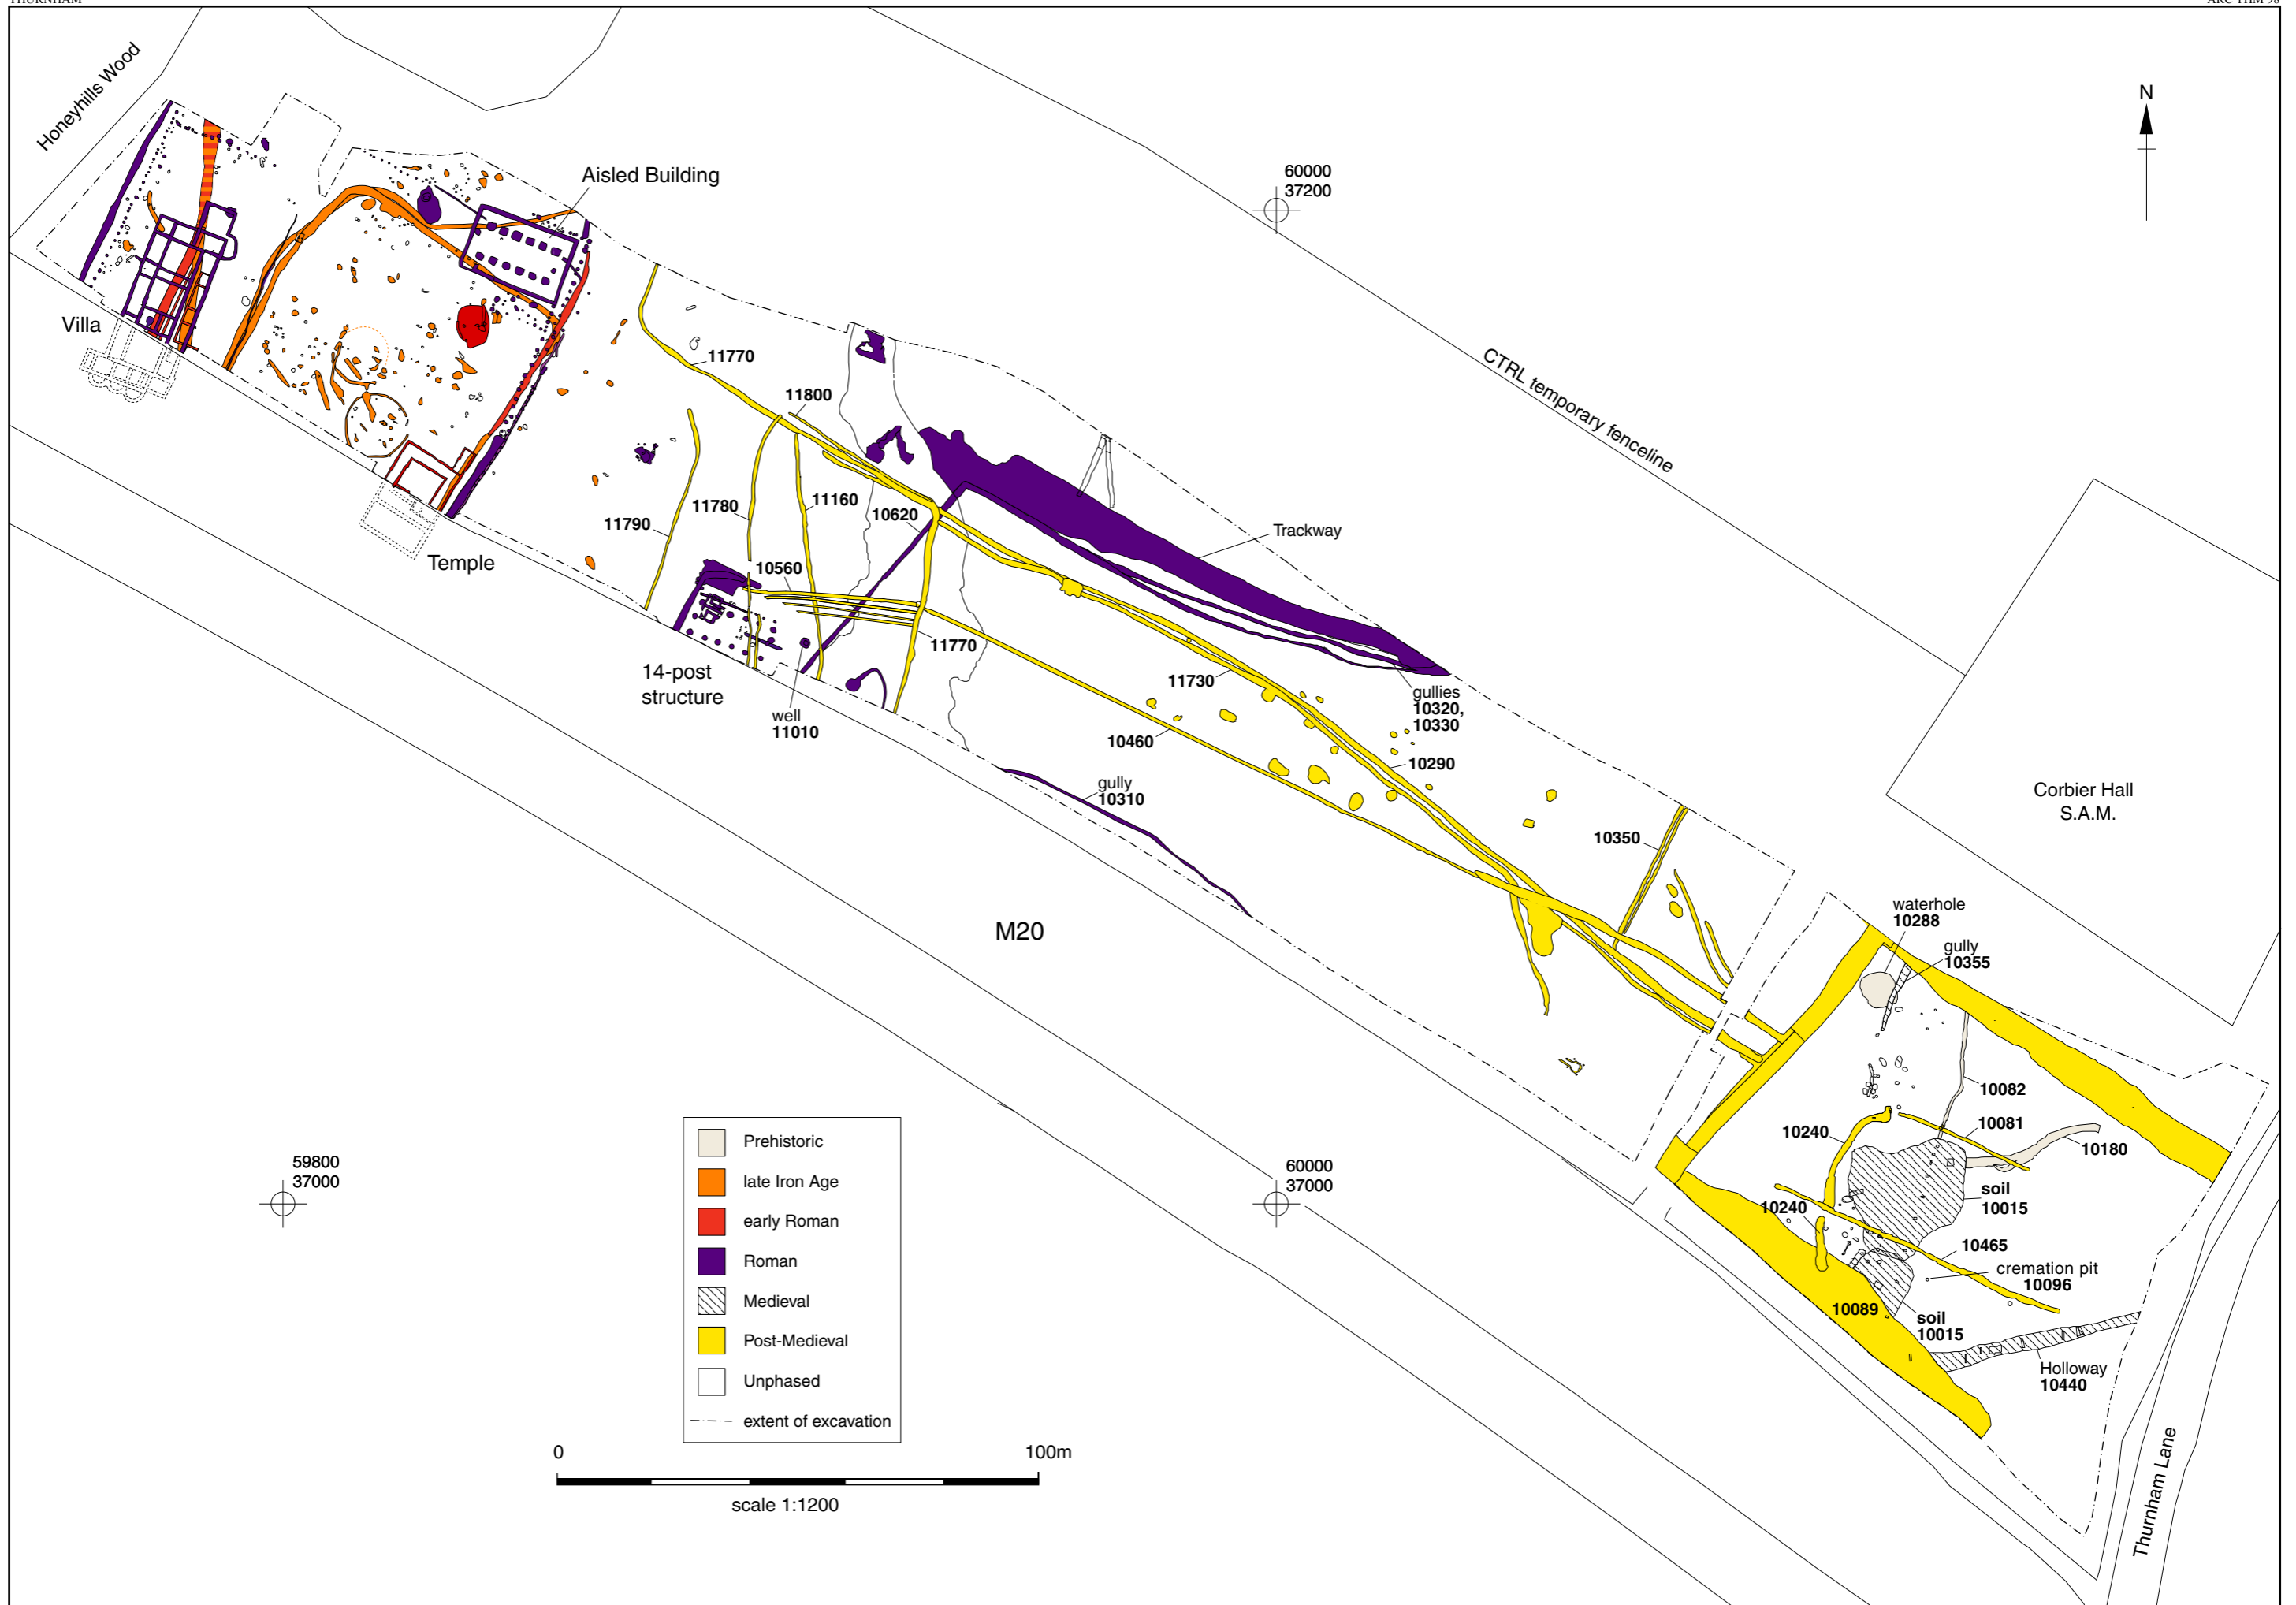 THURNHAM
ARC THM 98
Honeyhills Wood
N
60000
37200
Aisled Building
Villa
CTRL temporary fenceline
11770
11800
11780
11160
10620
11790
Trackway
Temple
10560
11770
14-post
structure
11730
gullies
10320,
10330
well
11010
10460
10290
gully
10310
Corbier Hall
S.A.M.
10350
waterhole
10288
M20
gully
10355
10082
10081
10240
10180
59800
37000
60000
37000
soil
10015
10240
10465
cremation pit
10096
10089
soil
10015
Holloway
10440
Thurnham Lane
Prehistoric
late Iron Age
early Roman
Roman
Medieval
Post-Medieval
Unphased
extent of excavation
0 100m
scale 1:1200